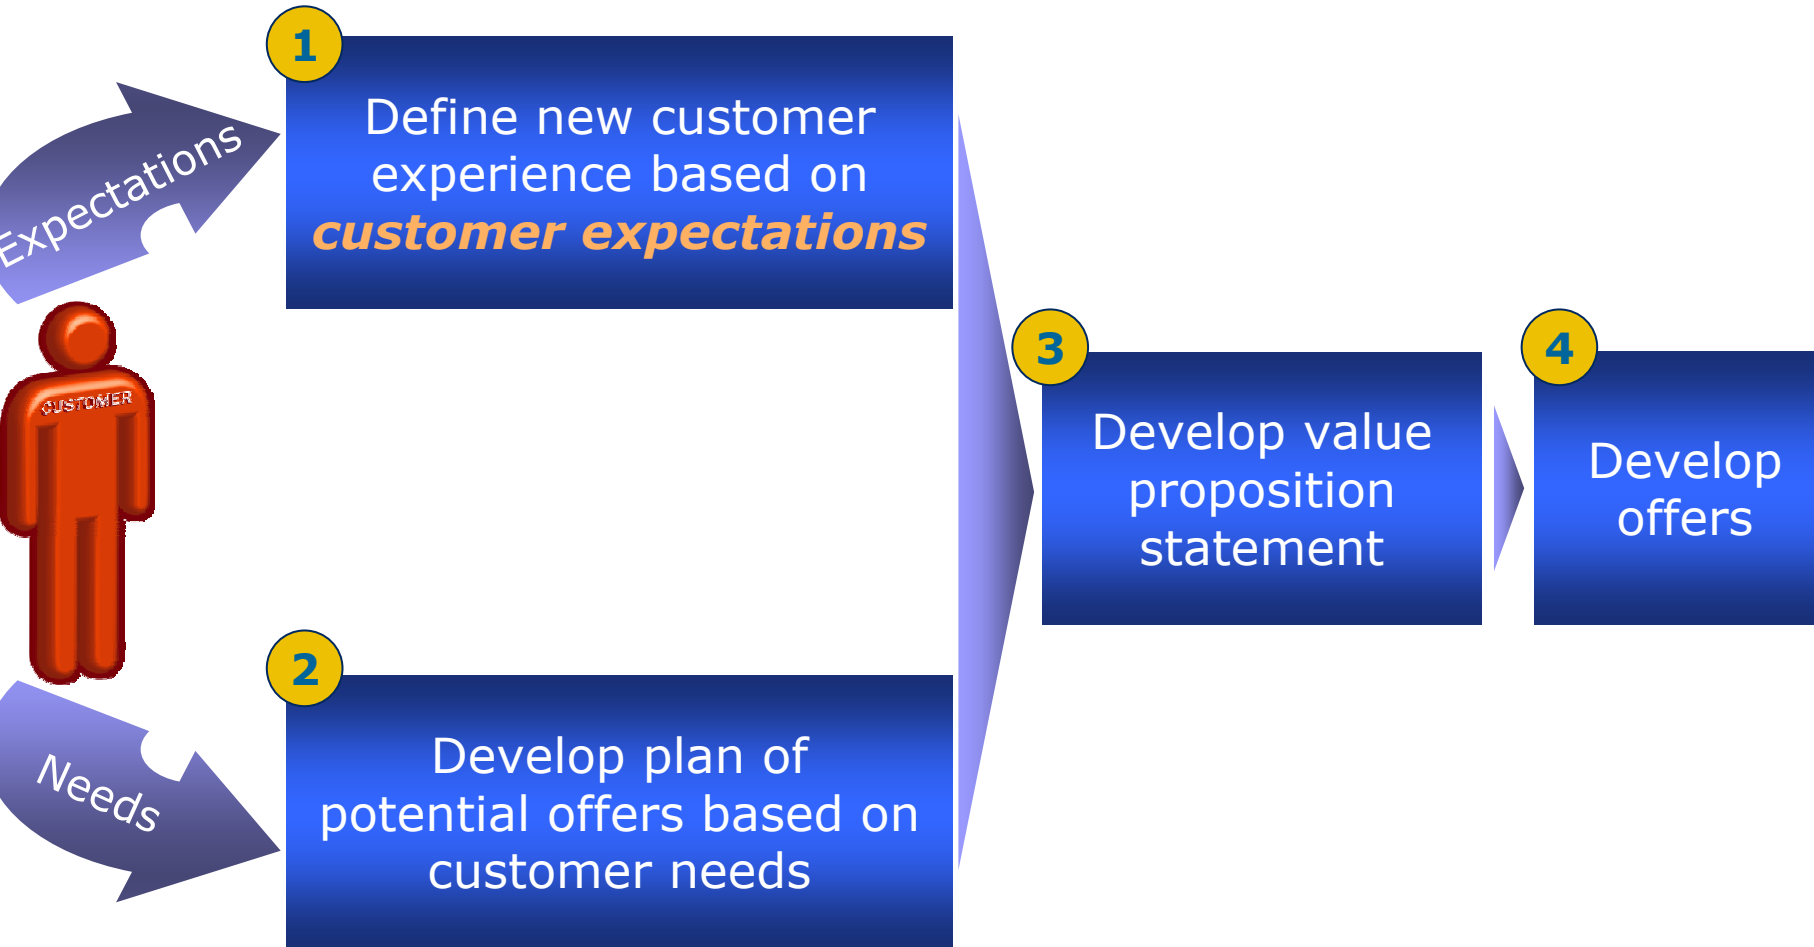 1
Define new customer
experience based on
customer expectations
Expectations
CUSTOMER
Needs
2
Develop plan of
potential offers based on
customer needs
3
Develop value
proposition
statement
4
Develop
offers